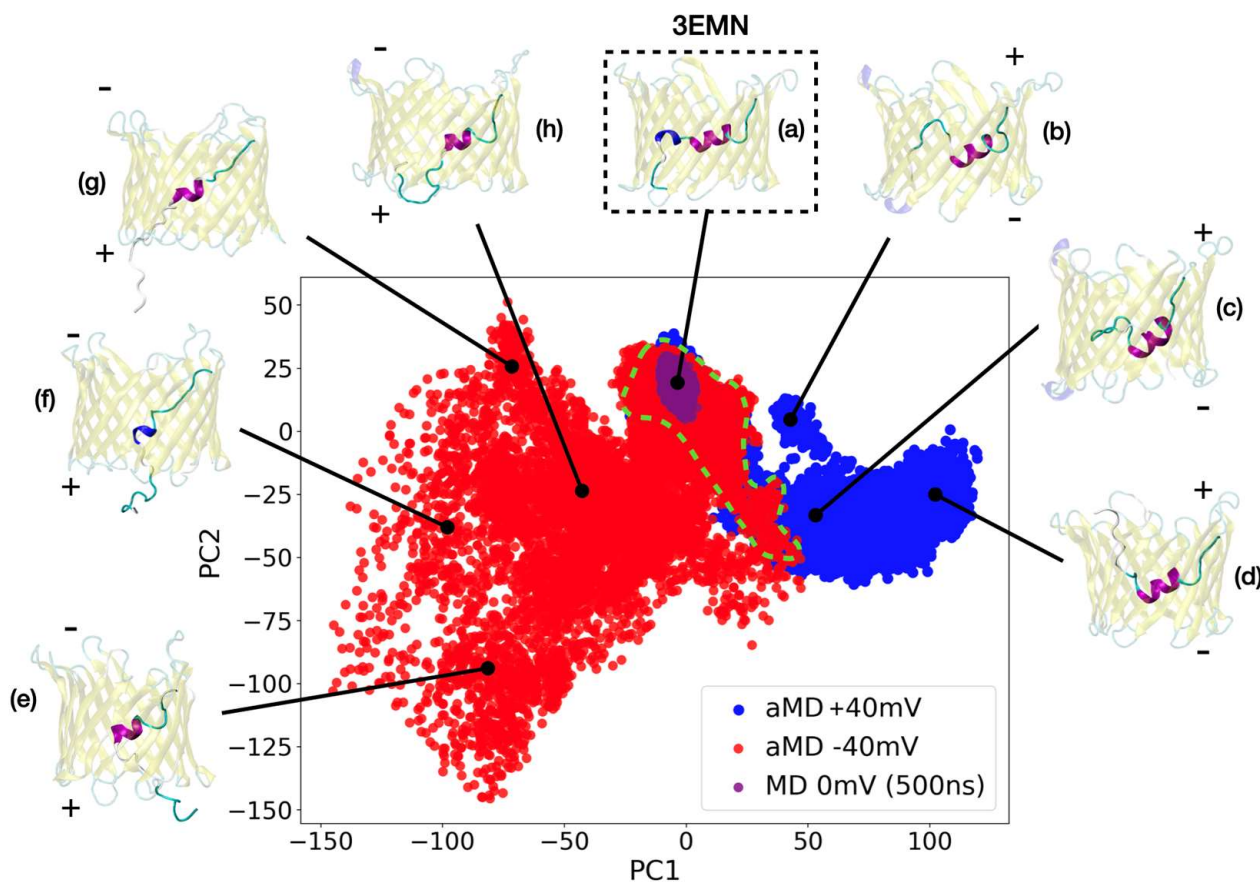 3EMN
-
(h)
+
(a)
+
(b)
-
-
(g)
+
+
(c)
-
-
(f)
+
+
(d)
-
-
(e)
+
PC2
50
25
0
−25
−50
−75
−100
−125
−150
aMD +40mV
aMD -40mV
MD 0mV (500ns)
−150
−100
−50
0
50
100
PC1